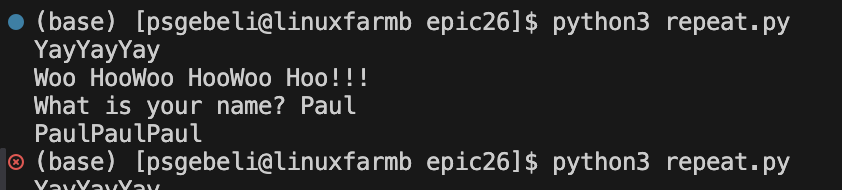 (base) [psgebeli@linuxfarmb epic26]$ python3 repeat.py
YayYayYay
Woo HooWoo HooWoo Hoo!!!
What is your name? Paul
PaulPaulPaul
(base) [psgebeli@linuxfarmb epic26]$ python3 repeat.py
YayYayYay